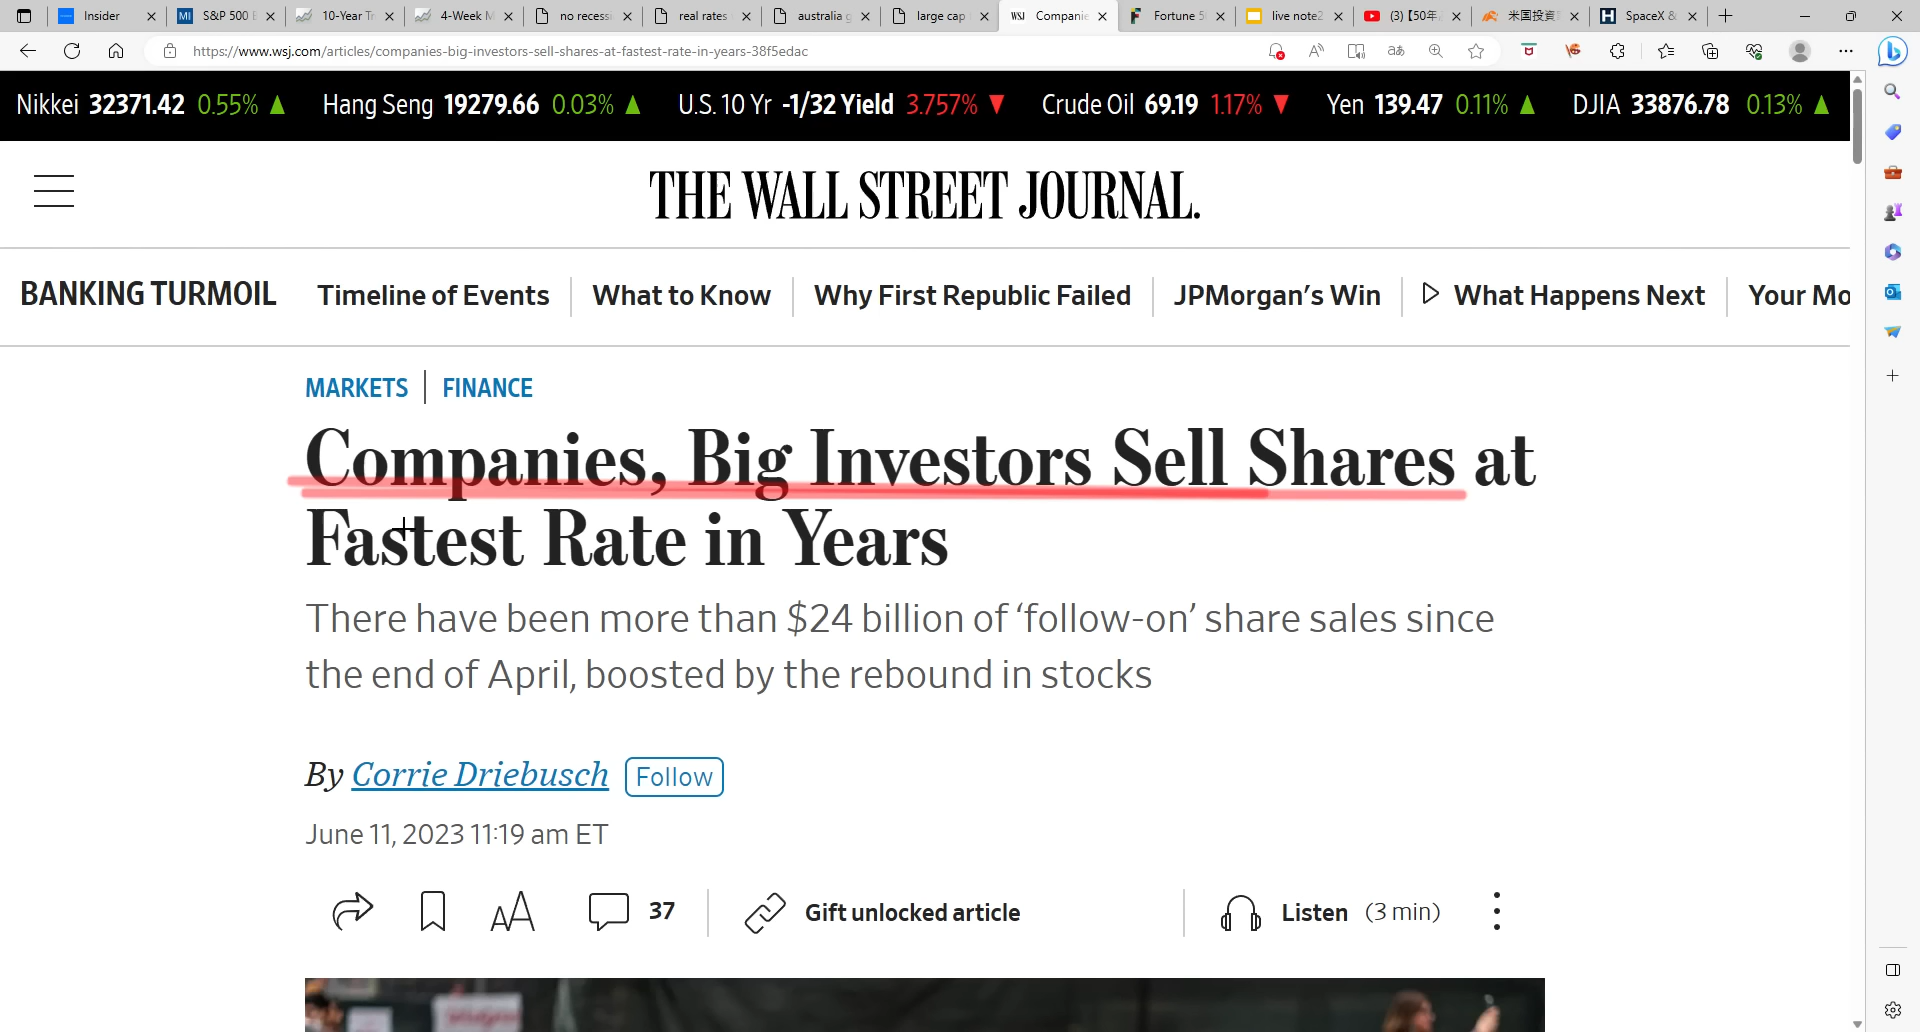 Insider
S&P 500 E
10-Year Tr
4-Week M
no recess
real rates
australia g
large cap
WSJ Companie
Fortune 5
live note2
(3) 【50年
米国投資
SpaceX &
https://www.wsj.com/articles/companies-big-investors-sell-shares-at-fastest-rate-in-years-38f5edac
Nikkei 32371.42 0.55% ▲ Hang Seng 19279.66 0.03% ▲ U.S. 10 Yr -1/32 Yield 3.757% ▼ Crude Oil 69.19 1.17% ▼ Yen 139.47 0.11% ▲ DJIA 33876.78 0.13% ▲
THE WALL STREET JOURNAL.
BANKING TURMOIL Timeline of Events What to Know Why First Republic Failed JPMorgan's Win What Happens Next Your Mo
MARKETS | FINANCE
Companies, Big Investors Sell Shares at
Fastest Rate in Years
There have been more than $24 billion of ‘follow-on’ share sales since
the end of April, boosted by the rebound in stocks
By Corrie Driebusch Follow
June 11, 2023 11:19 am ET
AA 37 Gift unlocked article Listen (3 min)